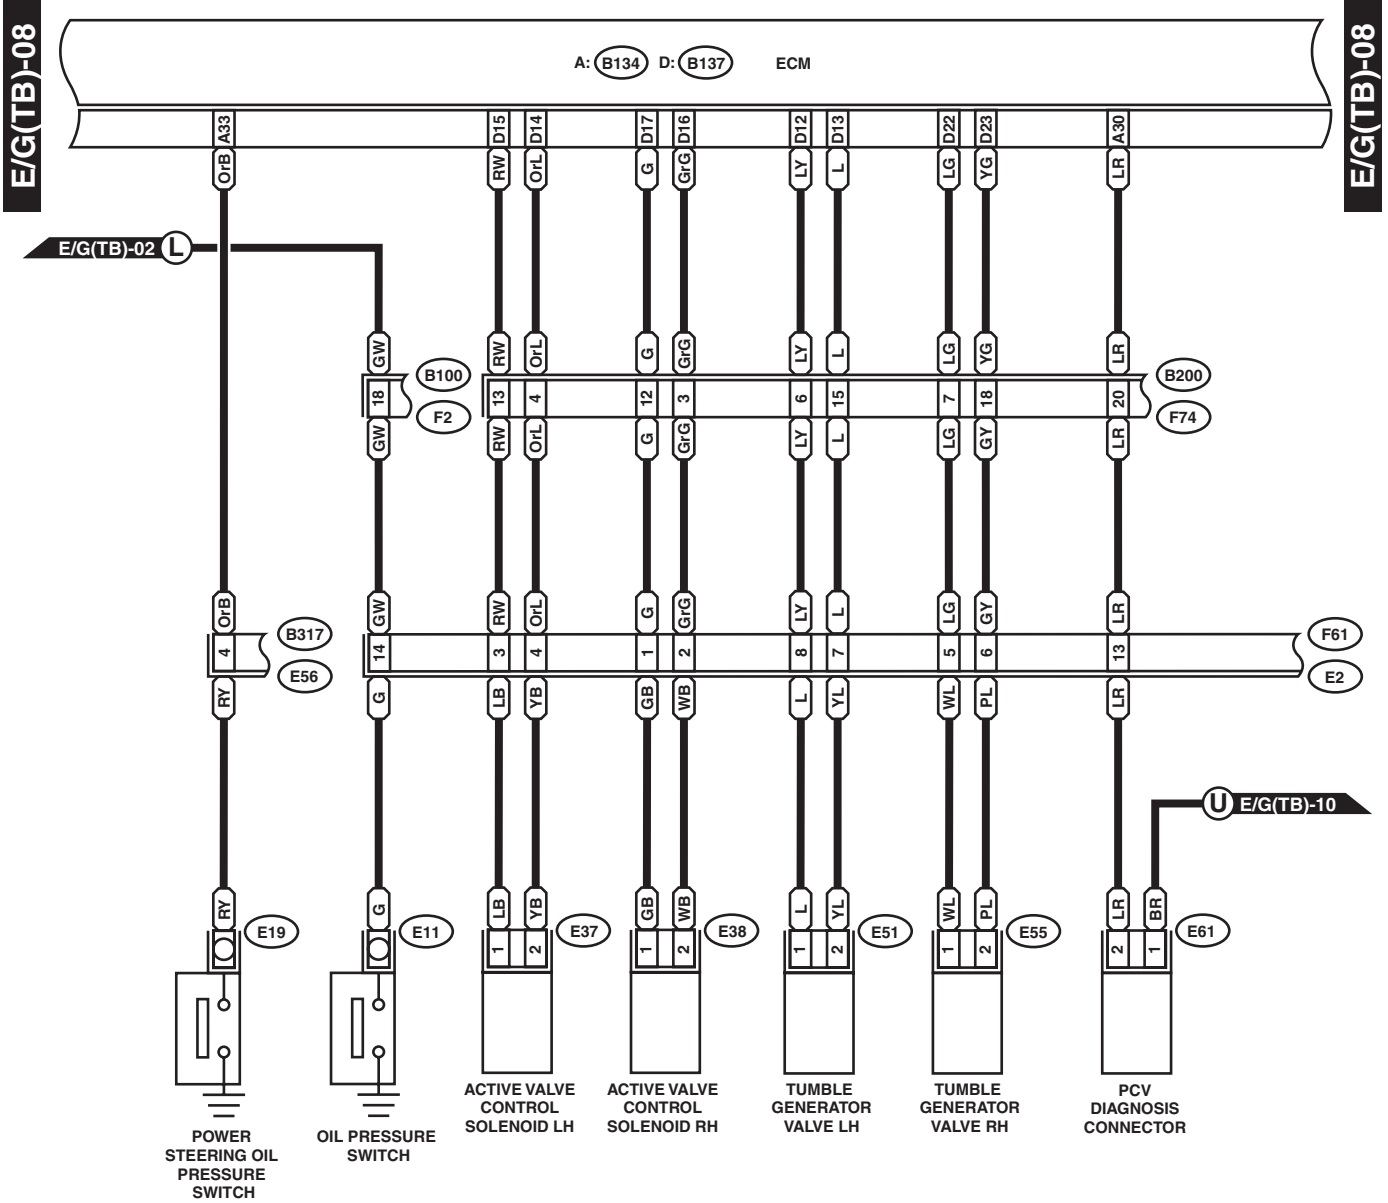 E/G(TB)-08
E/G(TB)-08
A: B134 D: B137 ECM
A33 D15 D14 D17 D16 D12 D13 D22 D23 A30
OrB RW OrL G GrG LY L LG YG LR
E/G(TB)-02 L
GW RW OrL G GrG LY L LG YG LR
B100 B200
18 13 4 12 3 6 15 7 18 20
F2 F74
GW RW OrL G GrG LY L LG GY LR
OrB GW RW OrL G GrG LY L LG GY LR
B317 F61
4 14 3 4 1 2 8 7 5 6 13
E56 E2
RY G LB YB GB WB L YL WL PL LR
U E/G(TB)-10
RY G LB YB GB WB L YL WL PL LR BR
E19 E11 E37 E38 E51 E55 E61
1 2 1 2 1 2 1 2 2 1
POWER
STEERING OIL
PRESSURE
SWITCH
OIL PRESSURE
SWITCH
ACTIVE VALVE
CONTROL
SOLENOID LH
ACTIVE VALVE
CONTROL
SOLENOID RH
TUMBLE
GENERATOR
VALVE LH
TUMBLE
GENERATOR
VALVE RH
PCV
DIAGNOSIS
CONNECTOR